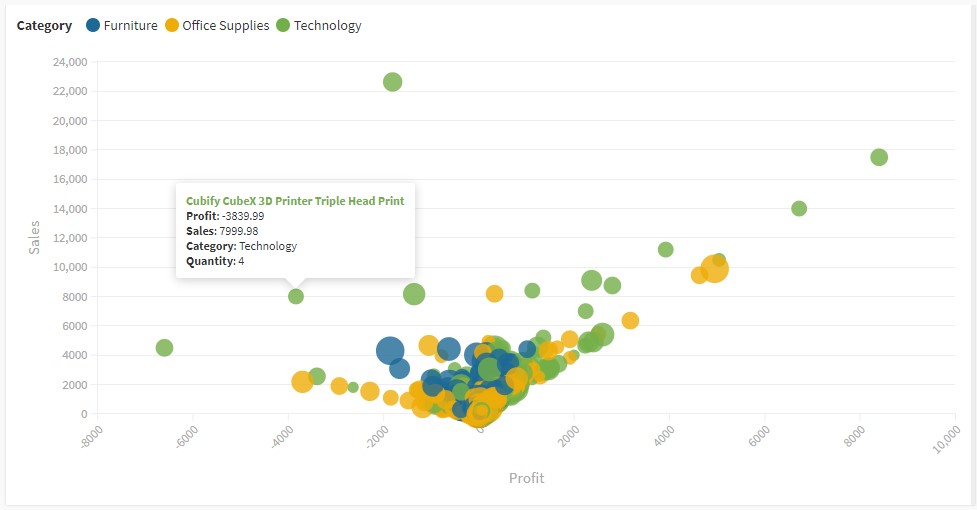 Category Furniture Office Supplies Technology
24,000
22,000
20,000
18,000
16,000
14,000
12,000
10,000
8000
6000
4000
2000
0
Sales
Cubify CubeX 3D Printer Triple Head Print
Profit: -3839.99
Sales: 7999.98
Category: Technology
Quantity: 4
-8000 -6000 -4000 -2000 0 2000 4000 6000 8000 10,000
Profit